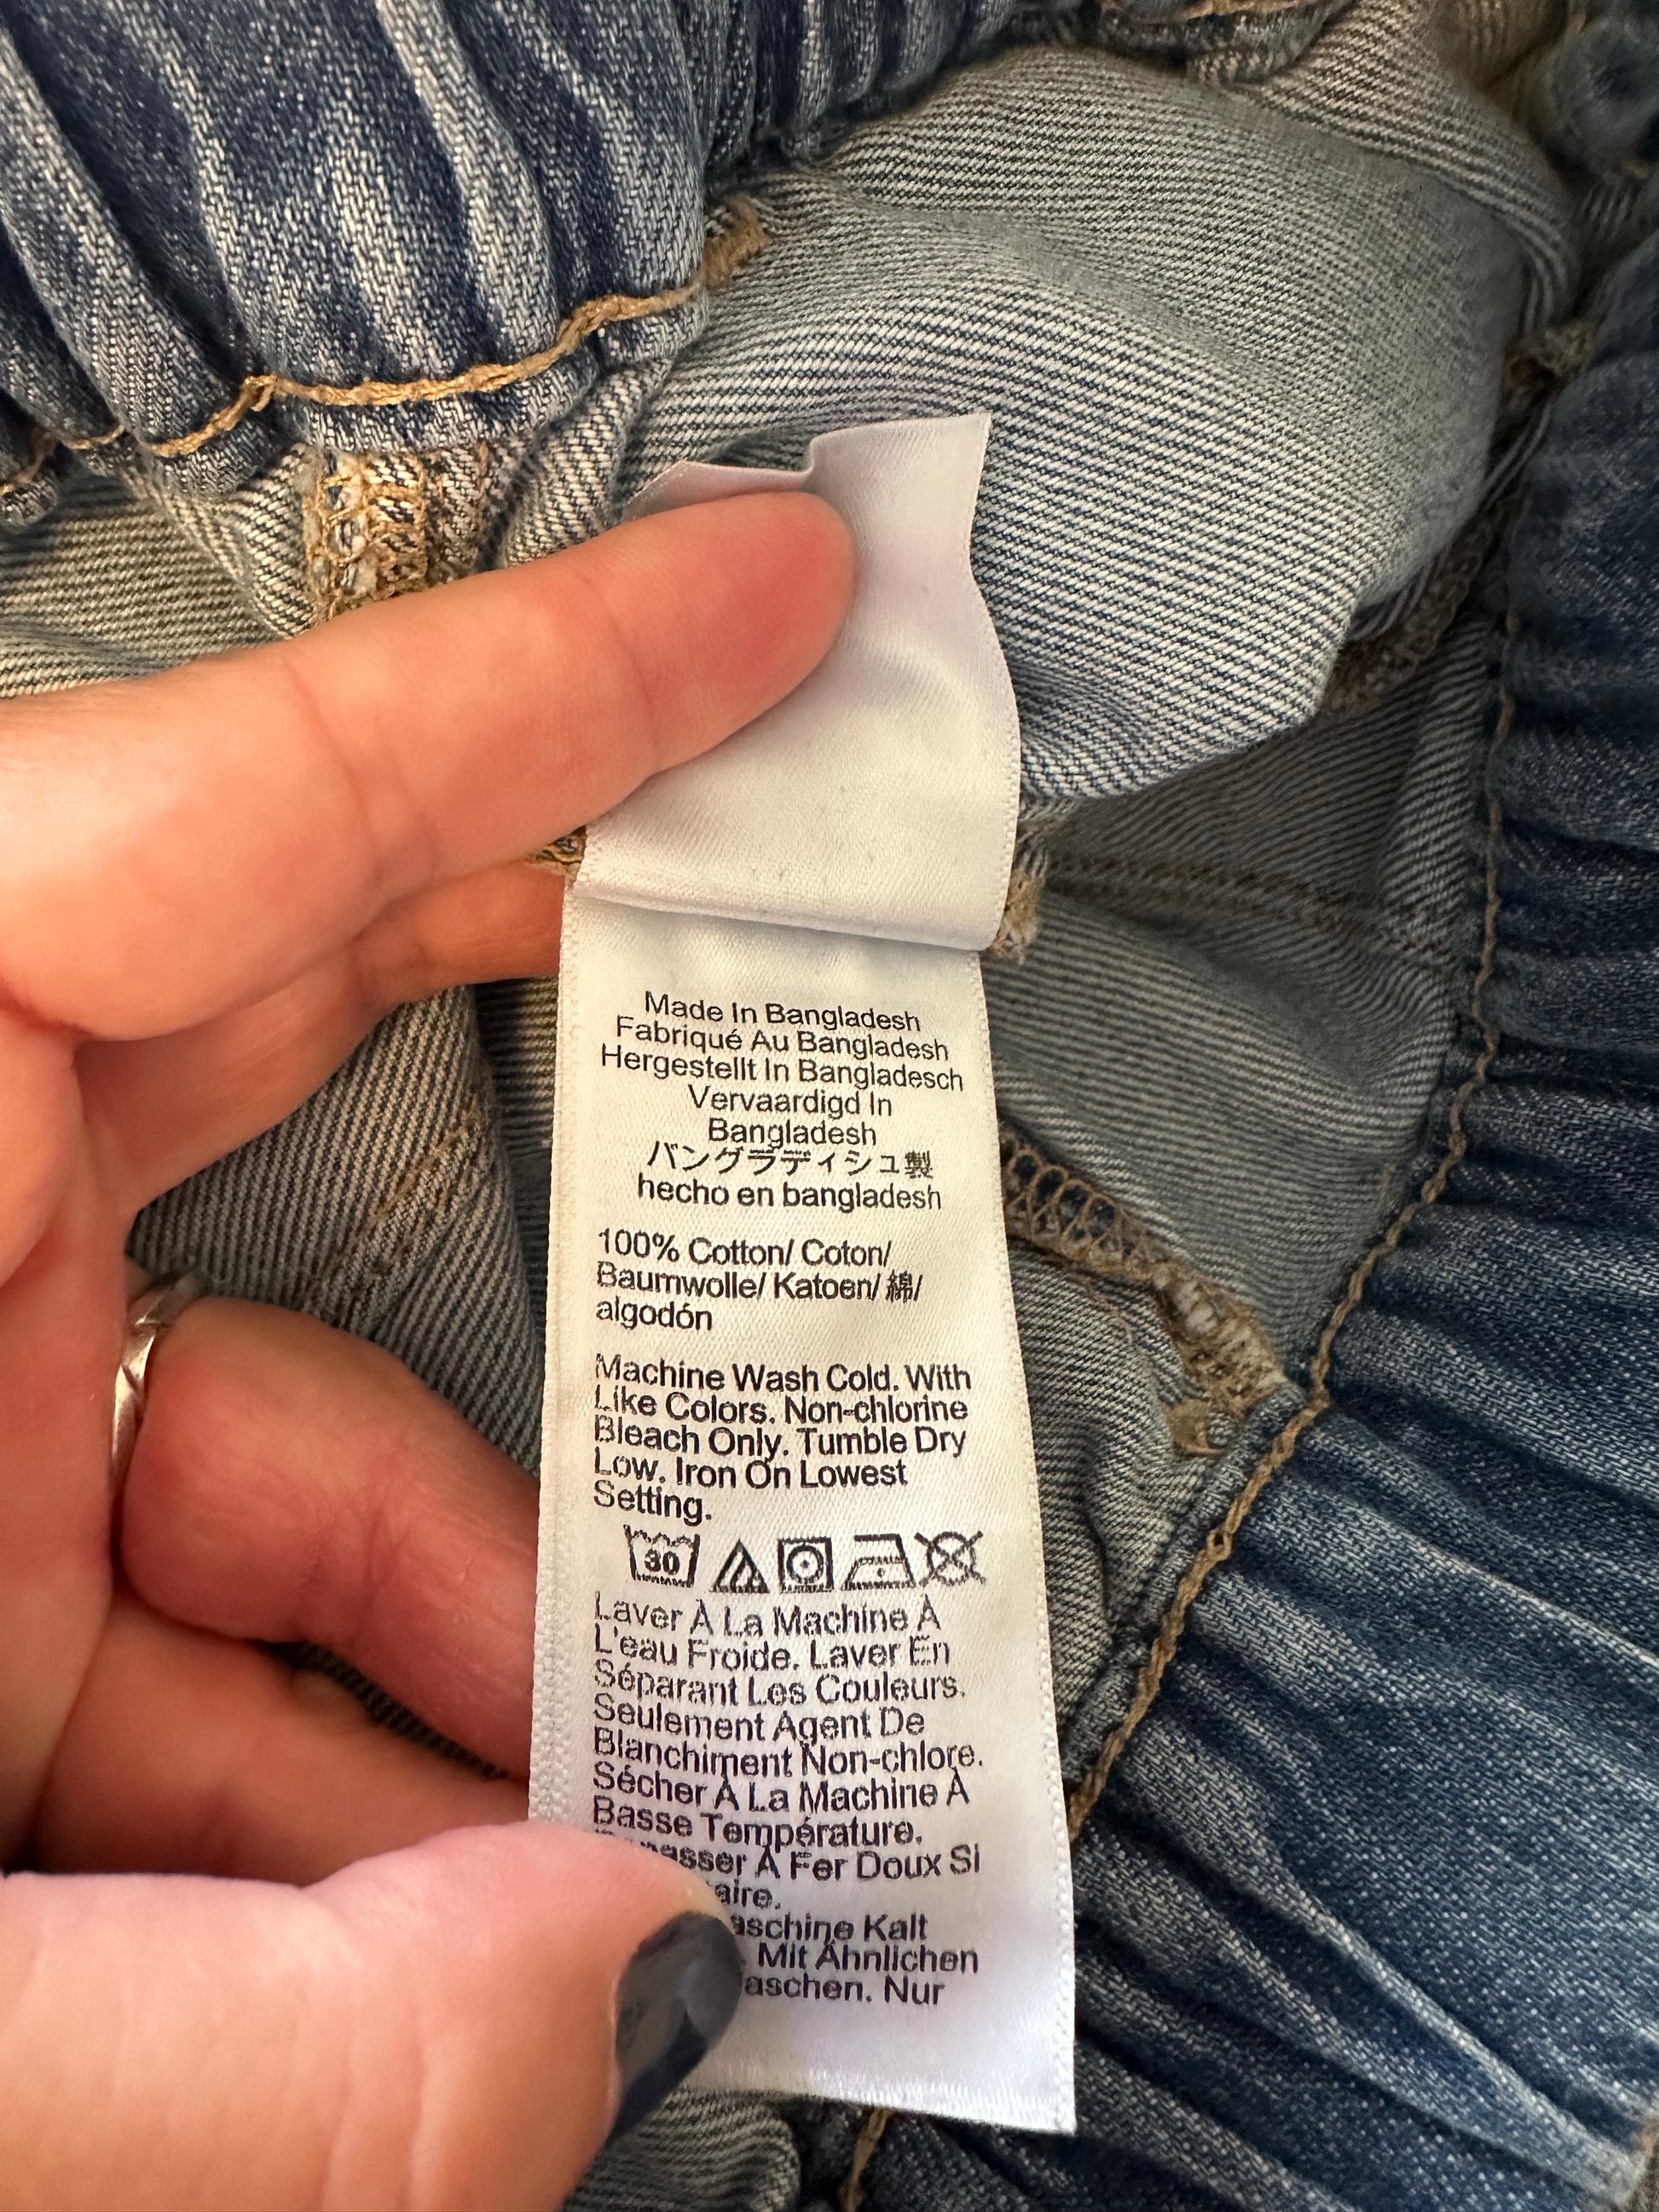 Made In Bangladesh
Fabriqué Au Bangladesh
Hergestellt In Bangladesch
Vervaardigd In
Bangladesh
バングラディシュ製
hecho en bangladesh
100% Cotton/ Coton/
Baumwolle/ Katoen/ 綿/
algodón
Machine Wash Cold. With
Like Colors. Non-chlorine
Bleach Only. Tumble Dry
Low. Iron On Lowest
Setting.
30
Laver À La Machine À
L'eau Froide. Laver En
Séparant Les Couleurs.
Seulement Agent De
Blanchiment Non-chlore.
Sécher À La Machine À
Basse Température.
À Fer Doux Si
Kalt
Mit Ähnlichen
Nur